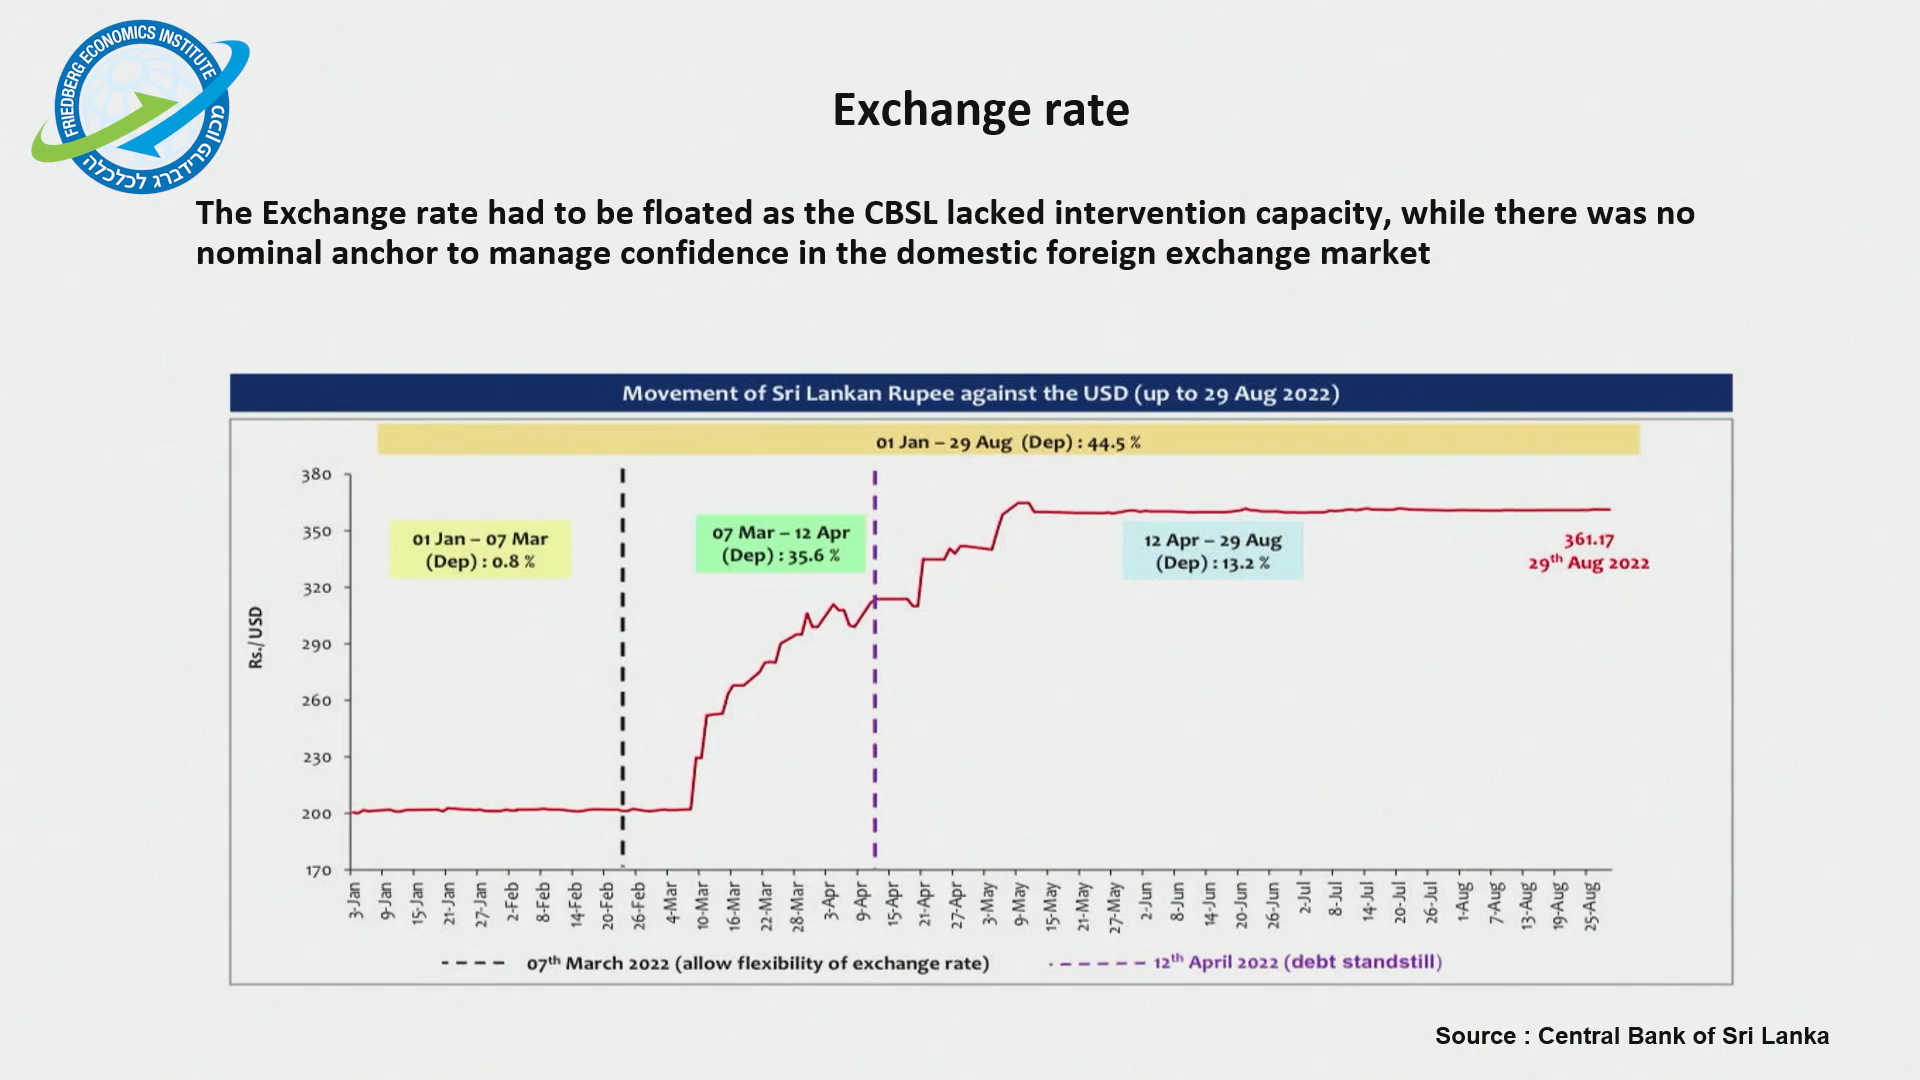 FRIEDBERG ECONOMICS INSTITUTE
מכון פרידברג לכלכלה
Exchange rate
The Exchange rate had to be floated as the CBSL lacked intervention capacity, while there was no
nominal anchor to manage confidence in the domestic foreign exchange market
Movement of Sri Lankan Rupee against the USD (up to 29 Aug 2022)
01 Jan – 29 Aug (Dep) : 44.5 %
380
350
320
290
260
230
200
170
Rs./USD
01 Jan – 07 Mar
(Dep) : 0.8 %
07 Mar – 12 Apr
(Dep) : 35.6 %
12 Apr – 29 Aug
(Dep) : 13.2 %
361.17
29th Aug 2022
3-Jan
9-Jan
15-Jan
21-Jan
27-Jan
2-Feb
8-Feb
14-Feb
20-Feb
26-Feb
4-Mar
10-Mar
16-Mar
22-Mar
28-Mar
3-Apr
9-Apr
15-Apr
21-Apr
27-Apr
3-May
9-May
15-May
21-May
27-May
2-Jun
8-Jun
14-Jun
20-Jun
26-Jun
2-Jul
8-Jul
14-Jul
20-Jul
26-Jul
1-Aug
7-Aug
13-Aug
19-Aug
25-Aug
07th March 2022 (allow flexibility of exchange rate)
12th April 2022 (debt standstill)
Source : Central Bank of Sri Lanka